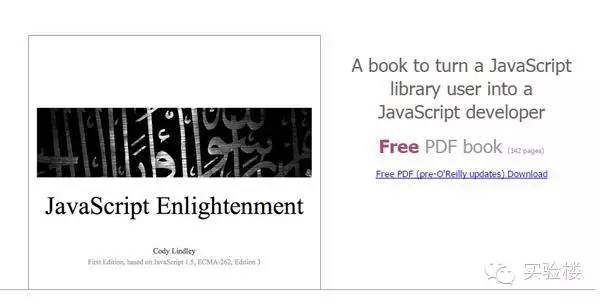 A book to turn a JavaScript
library user into a
JavaScript developer
Free PDF book (142 pages)
Free PDF (pre-O'Reilly updates) Download
JavaScript Enlightenment
Cody Lindley
First Edition, based on JavaScript 1.5, ECMA-262, Edition 3
实验楼